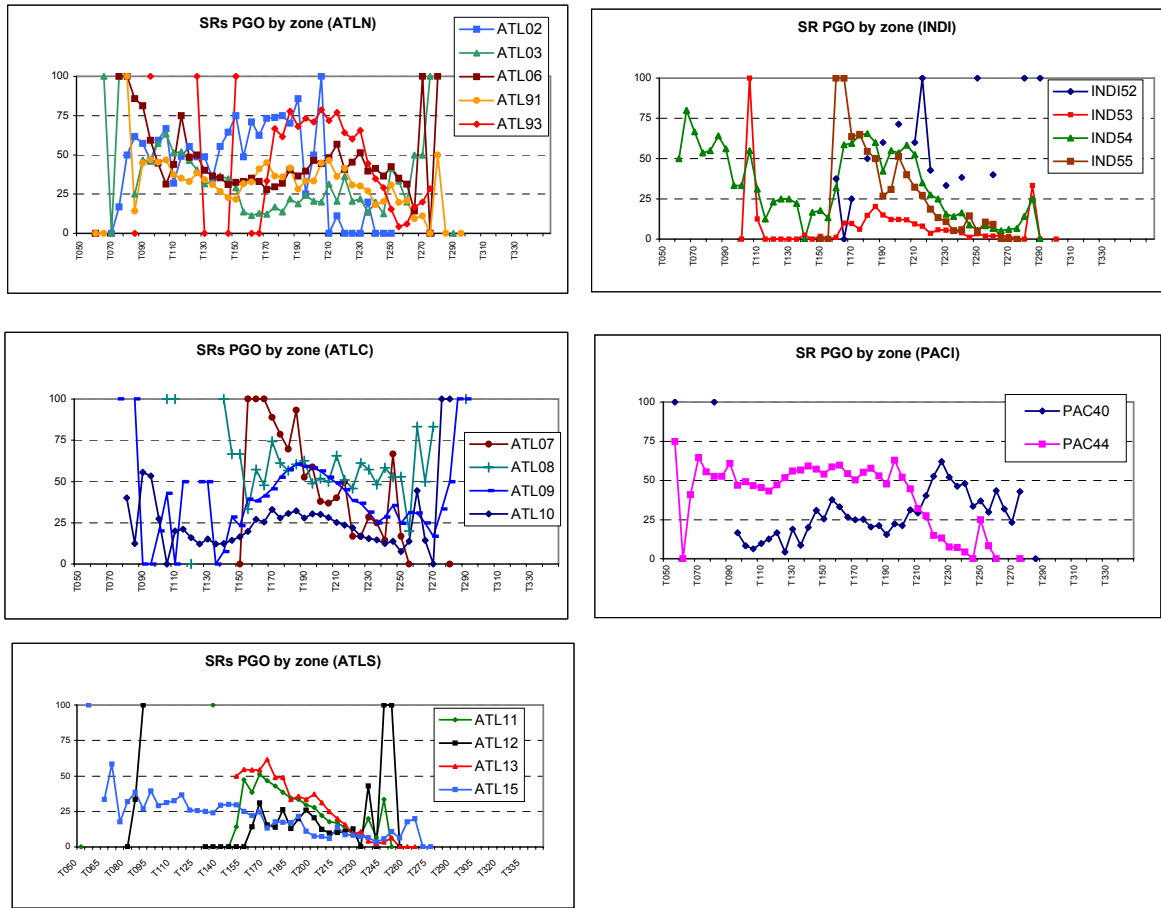 SRs PGO by zone (ATLN)
100
75
50
25
0
T050 T070 T090 T110 T130 T150 T170 T190 T210 T230 T250 T270 T290 T310 T330
ATL02
ATL03
ATL06
ATL91
ATL93
SR PGO by zone (INDI)
100
75
50
25
0
T050 T070 T090 T110 T130 T150 T170 T190 T210 T230 T250 T270 T290 T310 T330
INDI52
IND53
IND54
IND55
SRs PGO by zone (ATLC)
100
75
50
25
0
T050 T070 T090 T110 T130 T150 T170 T190 T210 T230 T250 T270 T290 T310 T330
ATL07
ATL08
ATL09
ATL10
SR PGO by zone (PACI)
100
75
50
25
0
T050 T070 T090 T110 T130 T150 T170 T190 T210 T230 T250 T270 T290 T310 T330
PAC40
PAC44
SRs PGO by zone (ATLS)
100
75
50
25
0
T050 T065 T080 T095 T110 T125 T140 T155 T170 T185 T200 T215 T230 T245 T260 T275 T290 T305 T320 T335
ATL11
ATL12
ATL13
ATL15